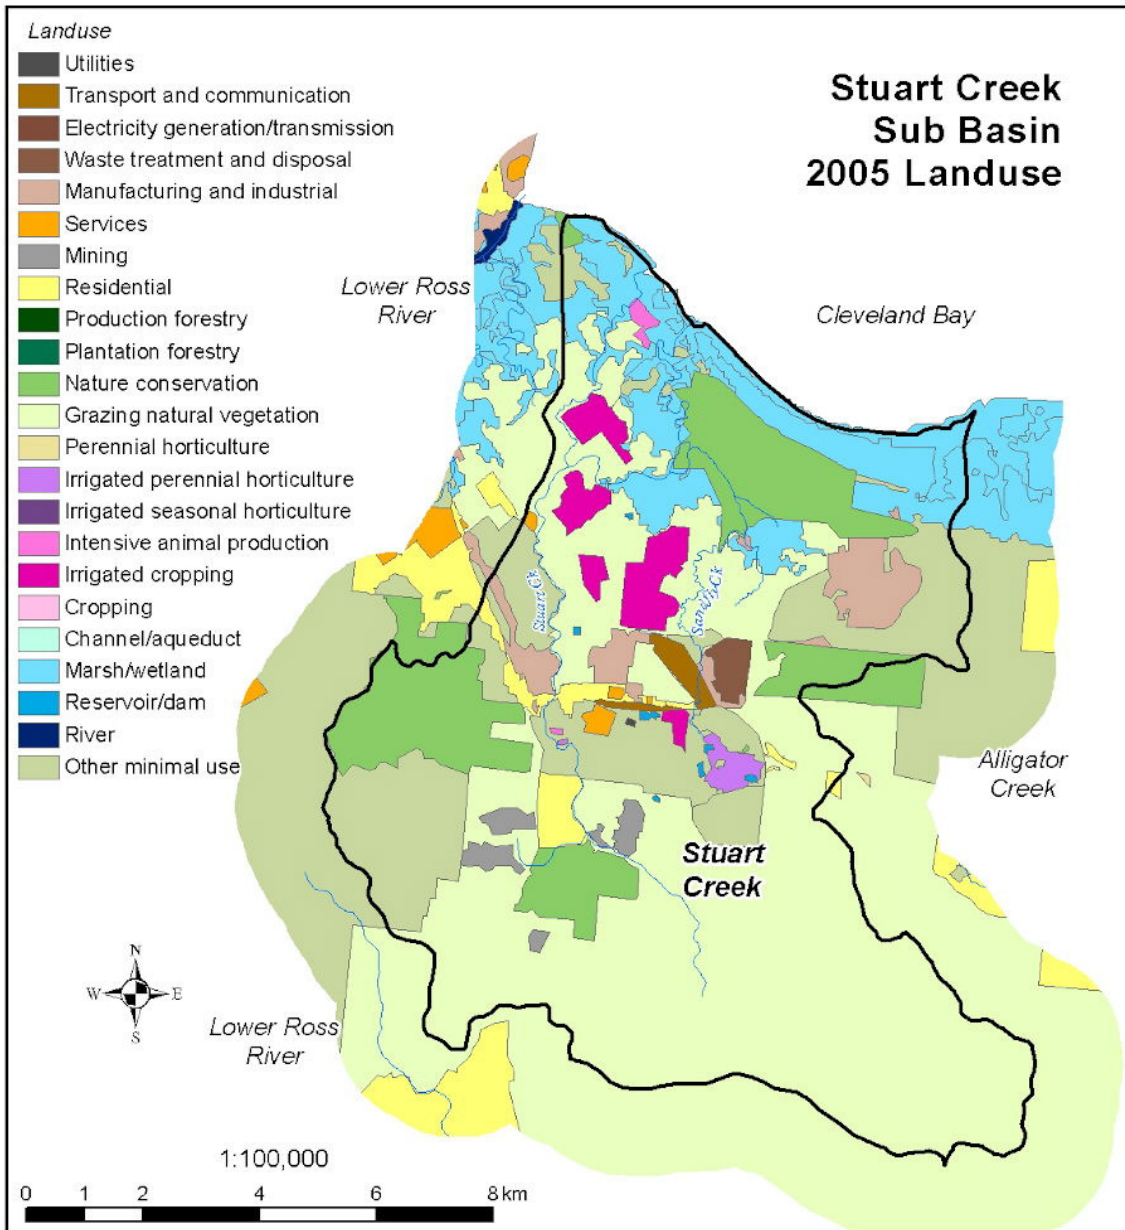 Landuse
Utilities
Transport and communication
Electricity generation/transmission
Waste treatment and disposal
Manufacturing and industrial
Services
Mining
Residential
Production forestry
Plantation forestry
Nature conservation
Grazing natural vegetation
Perennial horticulture
Irrigated perennial horticulture
Irrigated seasonal horticulture
Intensive animal production
Irrigated cropping
Cropping
Channel/aqueduct
Marsh/wetland
Reservoir/dam
River
Other minimal use
Stuart Creek
Sub Basin
2005 Landuse
Lower Ross
River
Cleveland Bay
Stuart Ck
Sandfly Ck
Alligator
Creek
Stuart
Creek
N
W E
S
Lower Ross
River
1:100,000
0 1 2 4 6 8 km